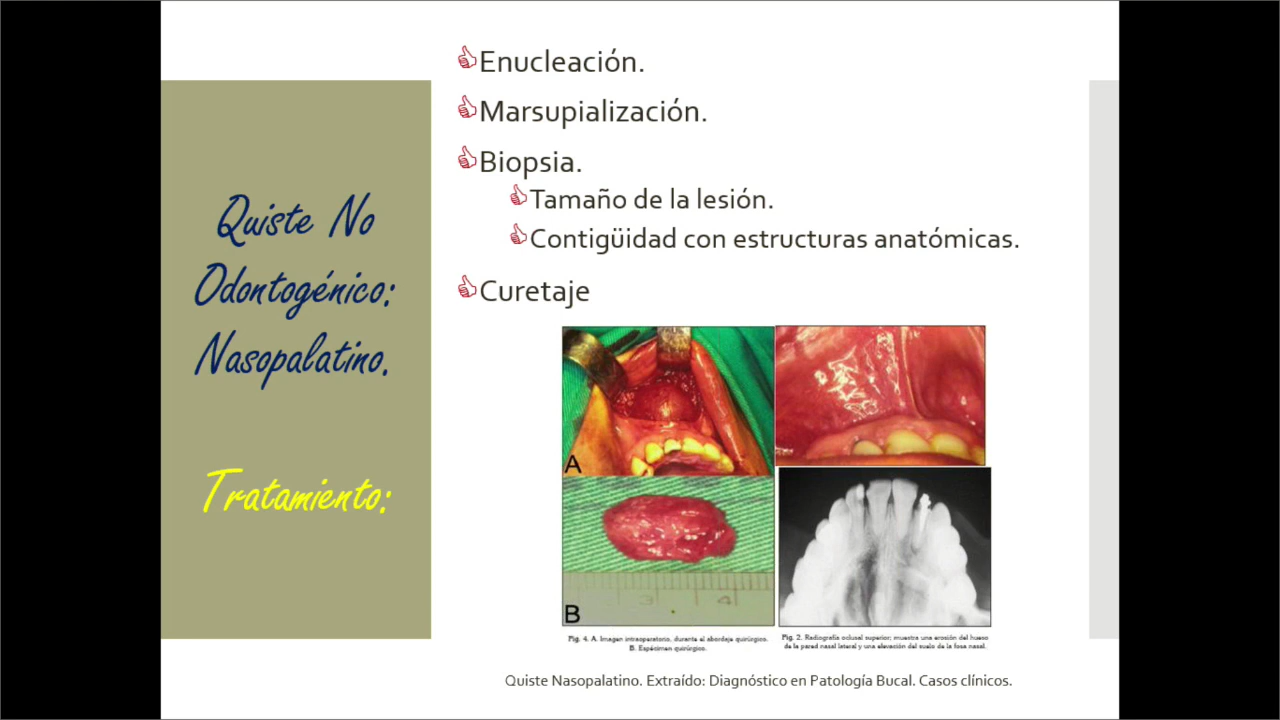 Quiste No
Odontogénico:
Nasopalatino.
Tratamiento:
Enucleación.
Marsupialización.
Biopsia.
Tamaño de la lesión.
Contigüidad con estructuras anatómicas.
Curetaje
A
B
3
4
Fig. 4. A. Imagen intraoperatorio, durante el abordaje quirúrgico.
B. Espécimen quirúrgico.
Fig. 2. Radiografía oclusal superior; muestra una erosión del hueso
de la pared nasal lateral y una elevación del suelo de la fosa nasal.
Quiste Nasopalatino. Extraído: Diagnóstico en Patología Bucal. Casos clínicos.